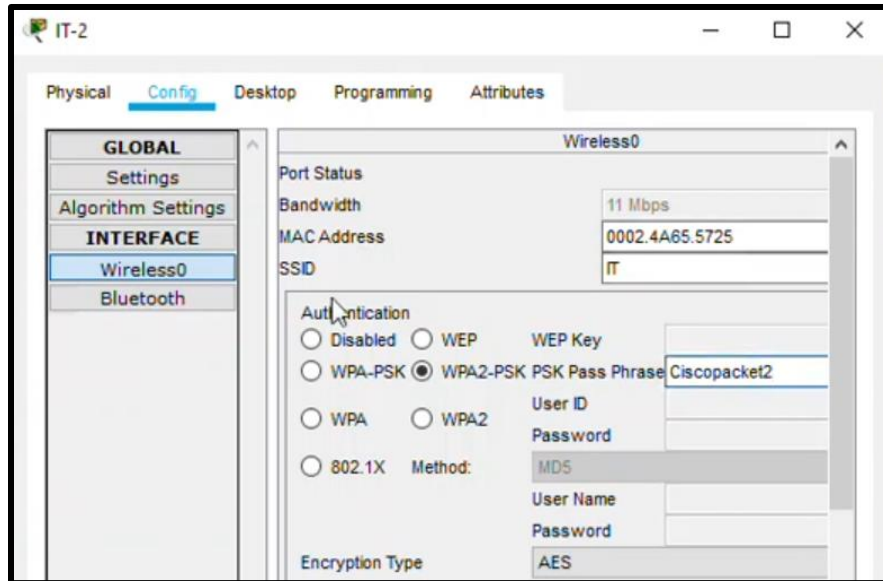 IT-2
Physical Config Desktop Programming Attributes
GLOBAL
Settings
Algorithm Settings
INTERFACE
Wireless0
Bluetooth
Wireless0
Port Status
Bandwidth 11 Mbps
MAC Address 0002.4A65.5725
SSID IT
Authentication
Disabled WEP WEP Key
WPA-PSK WPA2-PSK PSK Pass Phrase Ciscopacket2
User ID
WPA WPA2
Password
802.1X Method: MD5
User Name
Password
Encryption Type AES